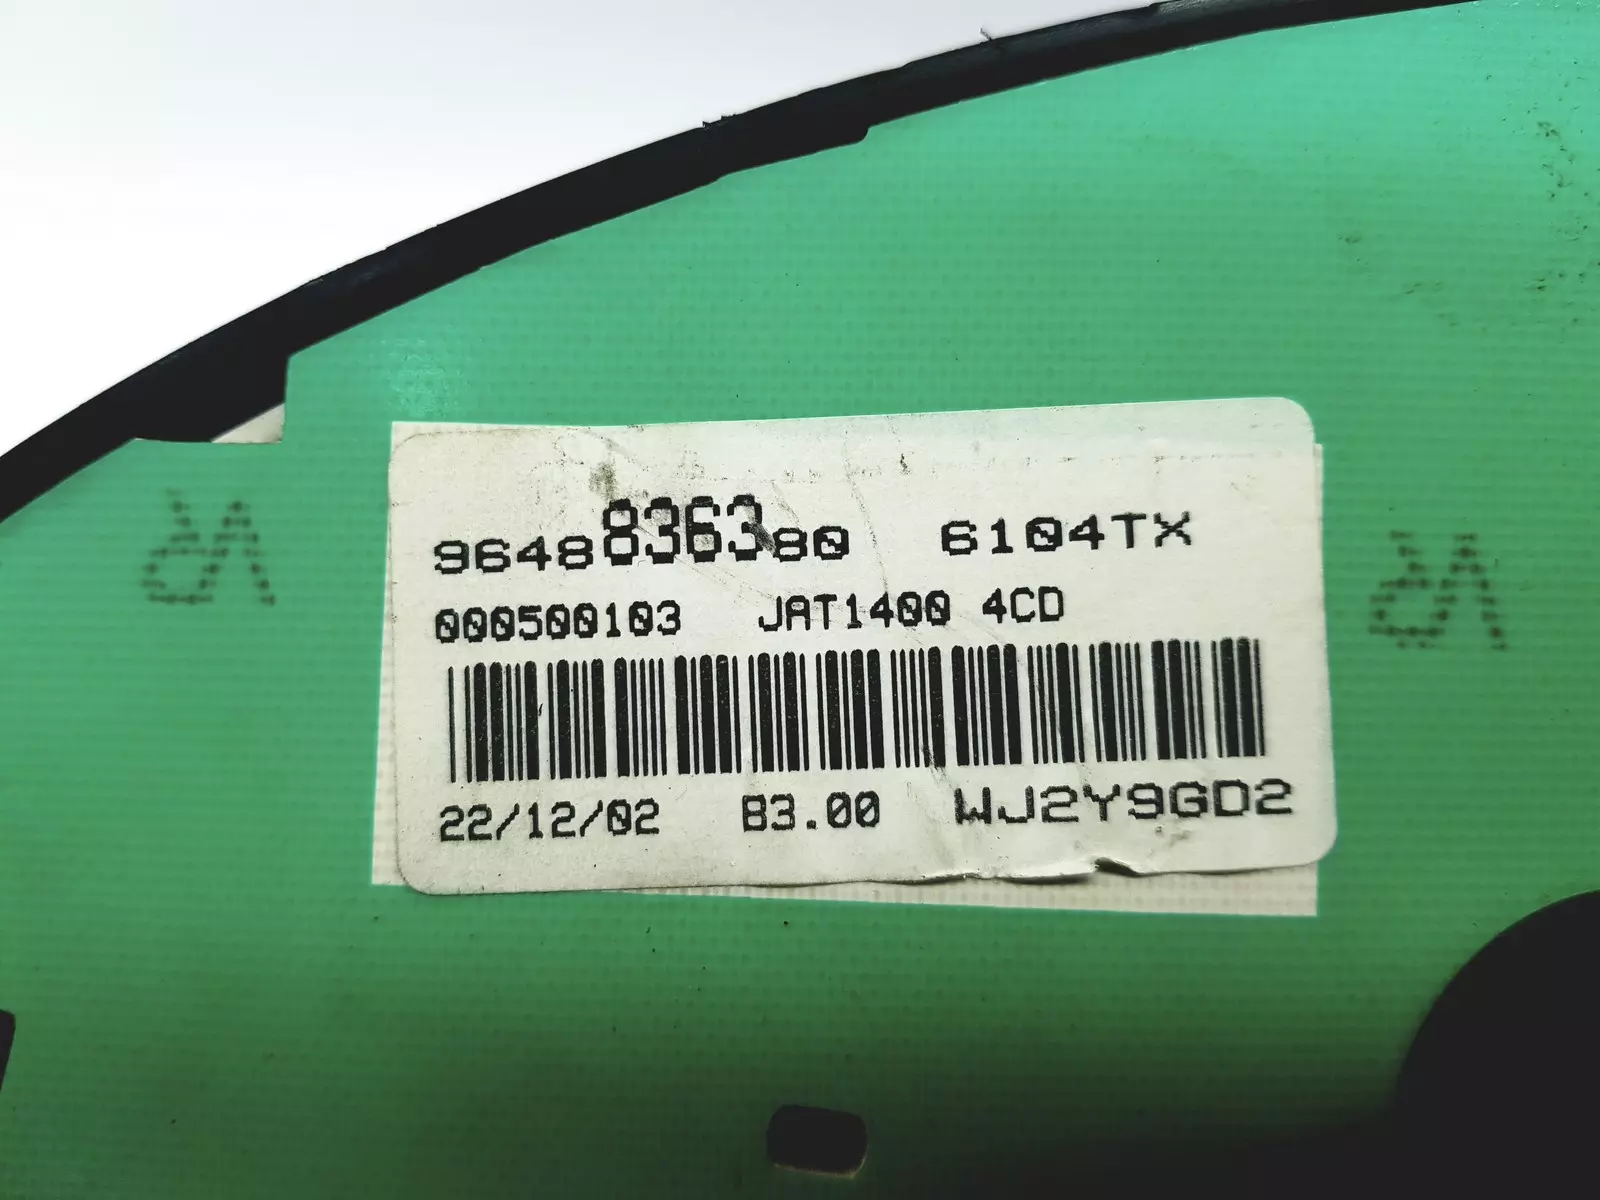 9648836380 6104TX
000500103 JAT1400 4CD
22/12/02 B3.00 WJ2Y9GD2